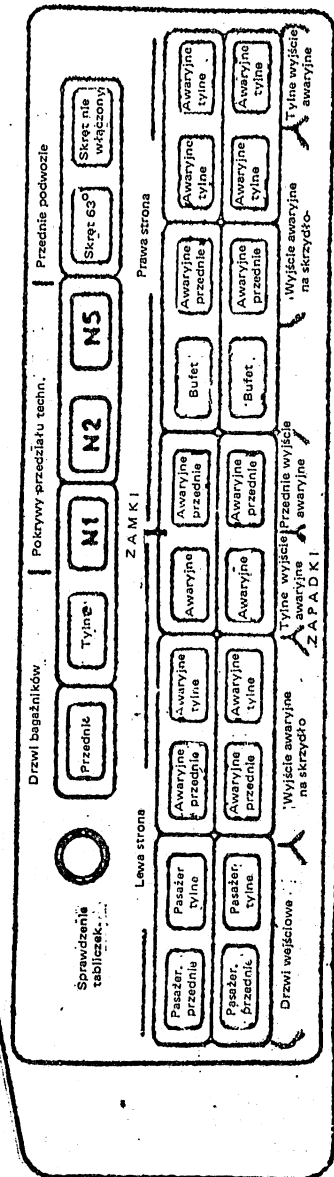 Drzwi bagażników
Pokrywy przedziału techn.
Przednie podwozie
Sprawdzenie
tabliczek.
Przednie
Tylne
N1
N2
N5
Skręt 63°
Skręt nie
włączony
ZAMKI
Lewa strona
Prawa strona
Pasażer.
przednie
Pasażer
tylne
Awaryjne
przednie
Awaryjne
tylne
Awaryjne
Awaryjne
przednie
Bufet
Awaryjne
przednie
Awaryjne
tylne
Awaryjne
tylne
Pasażer.
przednie
Pasażer
tylne
Awaryjne
przednie
Awaryjne
tylne
Awaryjne
Awaryjne
przednie
Bufet
Awaryjne
przednie
Awaryjne
tylne
Awaryjne
tylne
Drzwi wejściowe
Wyjście awaryjne
na skrzydło
Tylne wyjście
awaryjne
Przednie wyjście
awaryjne
Wyjście awaryjne
na skrzydło
Tylne wyjście
awaryjne
ZAPADKI